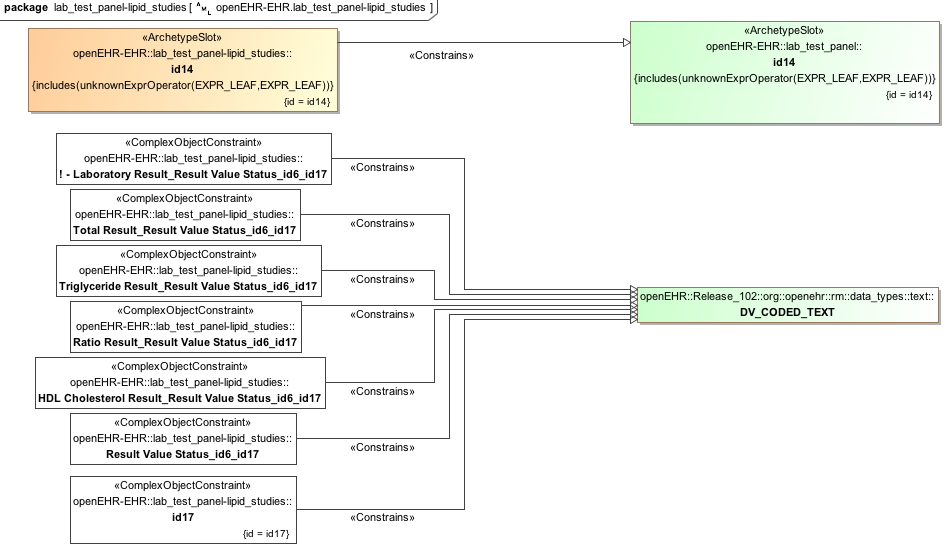 package lab_test_panel-lipid_studies [ AML openEHR-EHR.lab_test_panel-lipid_studies ]
«ArchetypeSlot»
openEHR-EHR::lab_test_panel-lipid_studies::
id14
{includes(unknownExprOperator(EXPR_LEAF,EXPR_LEAF))}
{id = id14}
«Constrains»
«ArchetypeSlot»
openEHR-EHR::lab_test_panel::
id14
{includes(unknownExprOperator(EXPR_LEAF,EXPR_LEAF))}
{id = id14}
«ComplexObjectConstraint»
openEHR-EHR::lab_test_panel-lipid_studies::
! - Laboratory Result_Result Value Status_id6_id17
«Constrains»
«ComplexObjectConstraint»
openEHR-EHR::lab_test_panel-lipid_studies::
Total Result_Result Value Status_id6_id17
«Constrains»
«ComplexObjectConstraint»
openEHR-EHR::lab_test_panel-lipid_studies::
Triglyceride Result_Result Value Status_id6_id17
«Constrains»
«ComplexObjectConstraint»
openEHR-EHR::lab_test_panel-lipid_studies::
Ratio Result_Result Value Status_id6_id17
«Constrains»
openEHR::Release_102::org::openehr::rm::data_types::text::
DV_CODED_TEXT
«ComplexObjectConstraint»
openEHR-EHR::lab_test_panel-lipid_studies::
HDL Cholesterol Result_Result Value Status_id6_id17
«Constrains»
«ComplexObjectConstraint»
openEHR-EHR::lab_test_panel-lipid_studies::
Result Value Status_id6_id17
«Constrains»
«ComplexObjectConstraint»
openEHR-EHR::lab_test_panel-lipid_studies::
id17
{id = id17}
«Constrains»